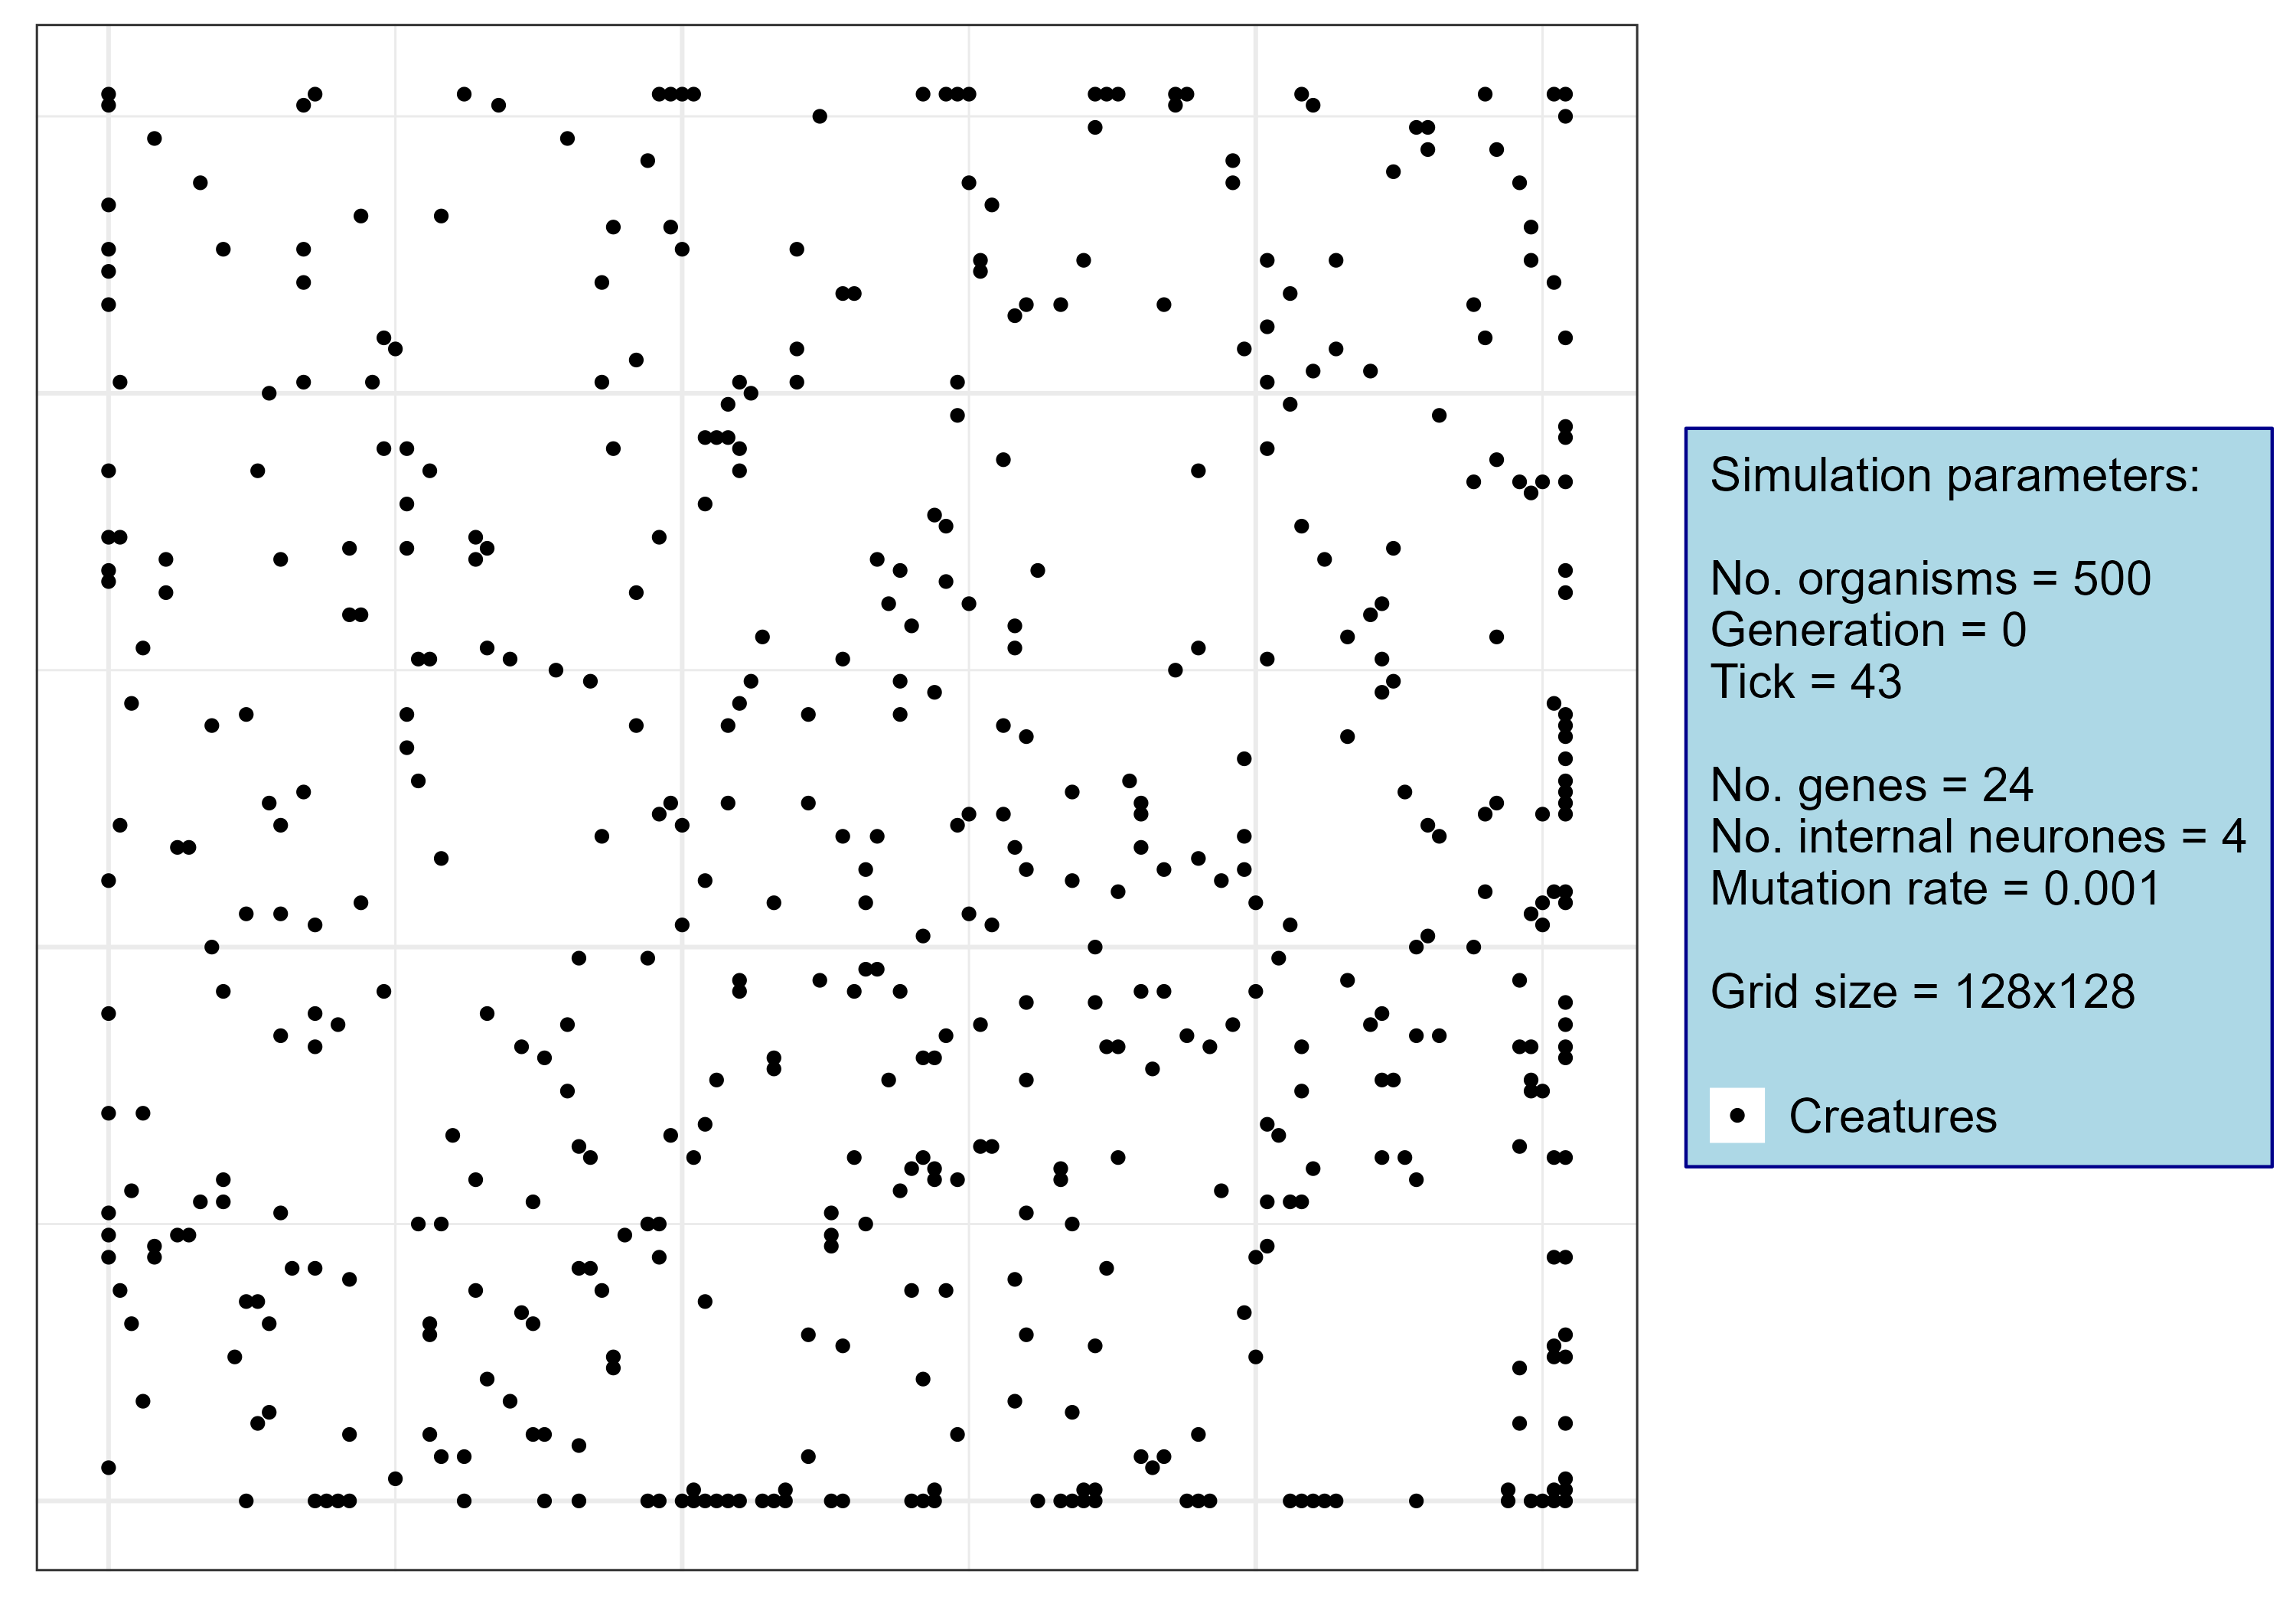 Simulation parameters:
No. organisms = 500
Generation = 0
Tick = 43
No. genes = 24
No. internal neurones = 4
Mutation rate = 0.001
Grid size = 128x128
Creatures